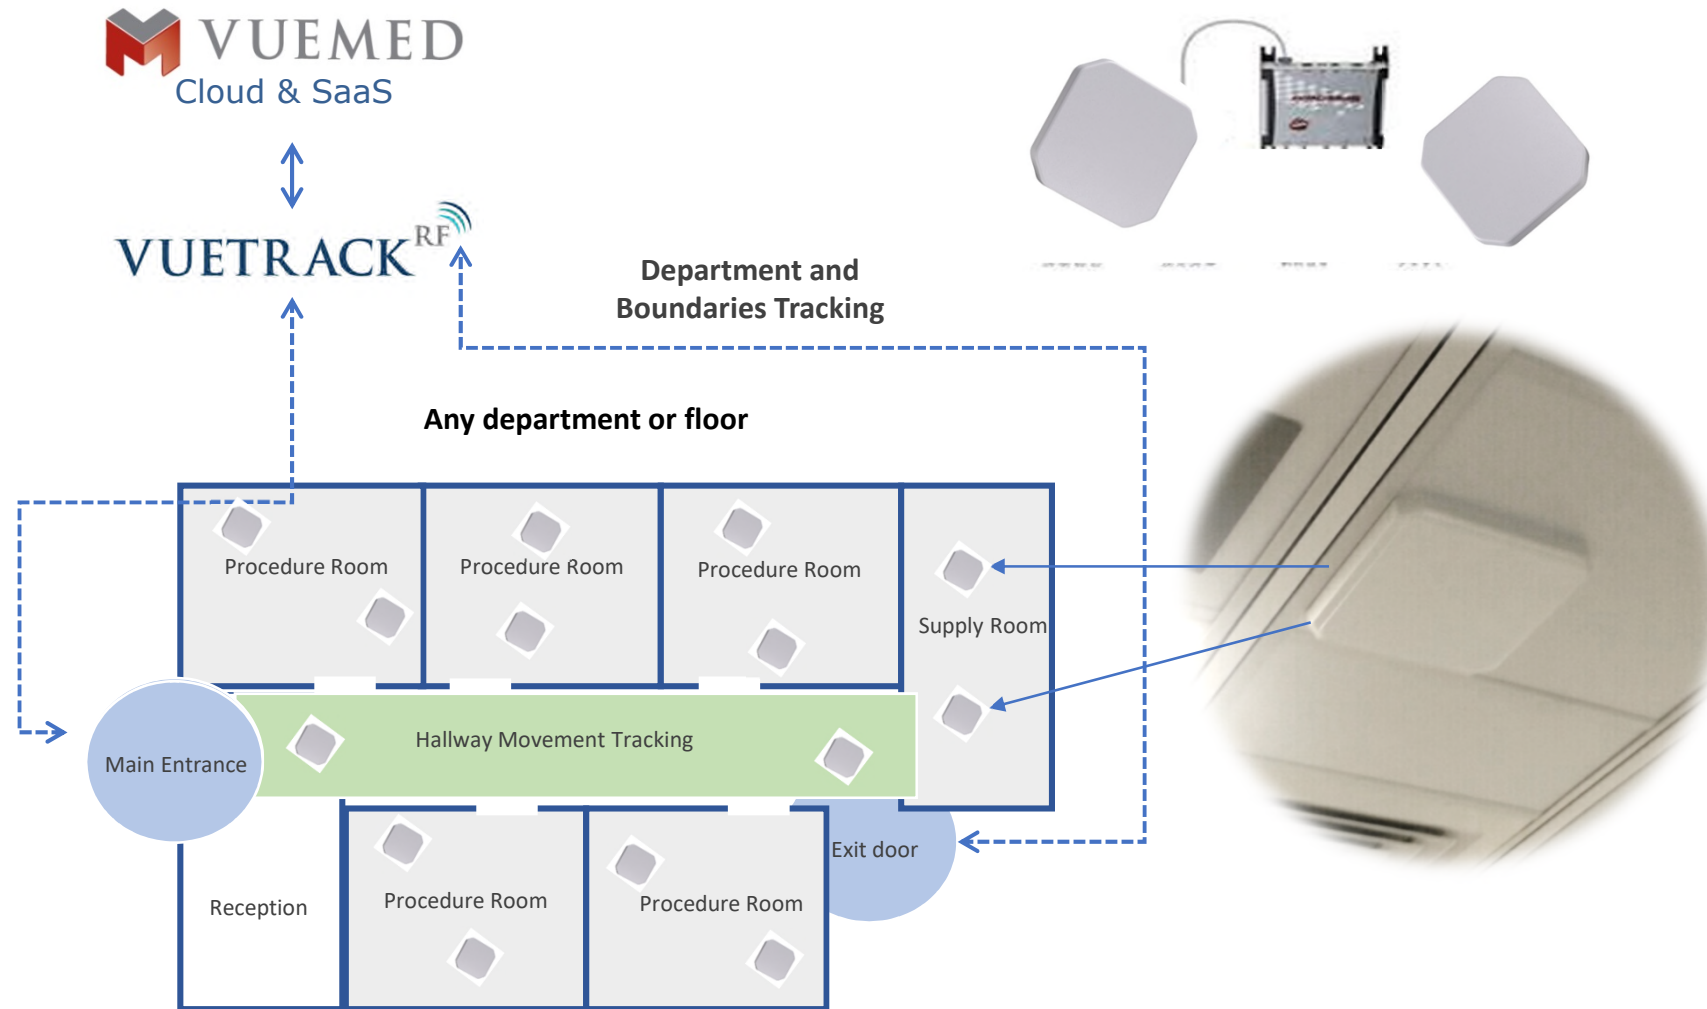 VUEMED
Cloud & SaaS
VUETRACK RF
Department and
Boundaries Tracking
Any department or floor
Procedure Room
Procedure Room
Procedure Room
Supply Room
Hallway Movement Tracking
Main Entrance
Exit door
Reception
Procedure Room
Procedure Room